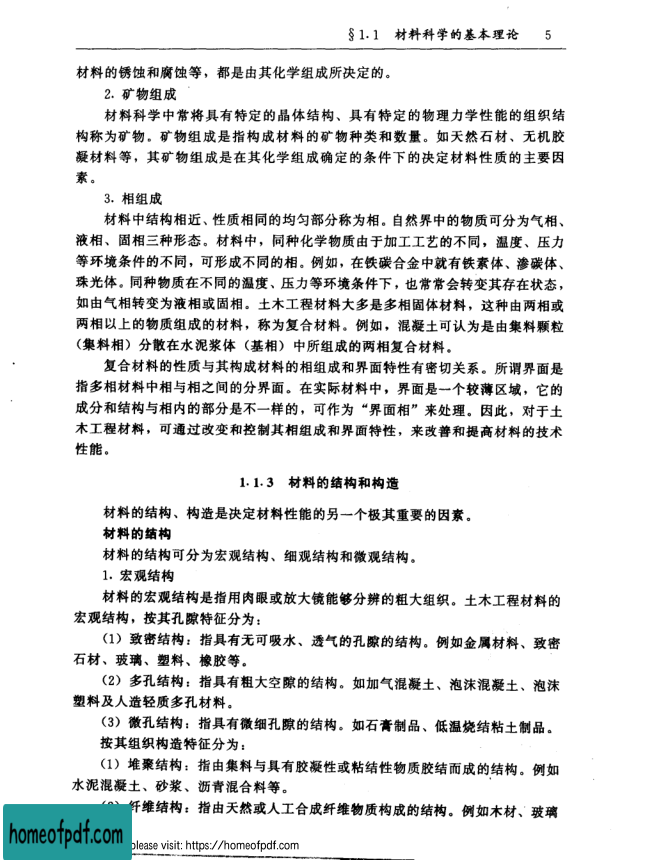 §1.1 材料科学的基本理论 5
材料的锈蚀和腐蚀等，都是由其化学组成所决定的。
2. 矿物组成
材料科学中常将具有特定的晶体结构、具有特定的物理力学性能的组织结
构称为矿物。矿物组成是指构成材料的矿物种类和数量。如天然石材、无机胶
凝材料等，其矿物组成是在其化学组成确定的条件下的决定材料性质的主要因
素。
3. 相组成
材料中结构相近、性质相同的均匀部分称为相。自然界中的物质可分为气相、
液相、固相三种形态。材料中，同种化学物质由于加工工艺的不同，温度、压力
等环境条件的不同，可形成不同的相。例如，在铁碳合金中就有铁素体、渗碳体、
珠光体。同种物质在不同的温度、压力等环境条件下，也常常会转变其存在状态，
如由气相转变为液相或固相。土木工程材料大多是多相固体材料，这种由两相或
两相以上的物质组成的材料，称为复合材料。例如，混凝土可认为是由集料颗粒
（集料相）分散在水泥浆体（基相）中所组成的两相复合材料。
复合材料的性质与其构成材料的相组成和界面特性有密切关系。所谓界面是
指多相材料中相与相之间的分界面。在实际材料中，界面是一个较薄区域，它的
成分和结构与相内的部分是不一样的，可作为“界面相”来处理。因此，对于土
木工程材料，可通过改变和控制其相组成和界面特性，来改善和提高材料的技术
性能。
1.1.3 材料的结构和构造
材料的结构、构造是决定材料性能的另一个极其重要的因素。
材料的结构
材料的结构可分为宏观结构、细观结构和微观结构。
1. 宏观结构
材料的宏观结构是指用肉眼或放大镜能够分辨的粗大组织。土木工程材料的
宏观结构，按其孔隙特征分为：
（1）致密结构：指具有无可吸水、透气的孔隙的结构。例如金属材料、致密
石材、玻璃、塑料、橡胶等。
（2）多孔结构：指具有粗大空隙的结构。如加气混凝土、泡沫混凝土、泡沫
塑料及人造轻质多孔材料。
（3）微孔结构：指具有微细孔隙的结构。如石膏制品、低温烧结粘土制品。
按其组织构造特征分为：
（1）堆聚结构：指由集料与具有胶凝性或粘结性物质胶结而成的结构。例如
水泥混凝土、砂浆、沥青混合料等。
纤维结构：指由天然或人工合成纤维物质构成的结构。例如木材、玻璃
homeofpdf.com
please visit: https://homeofpdf.com